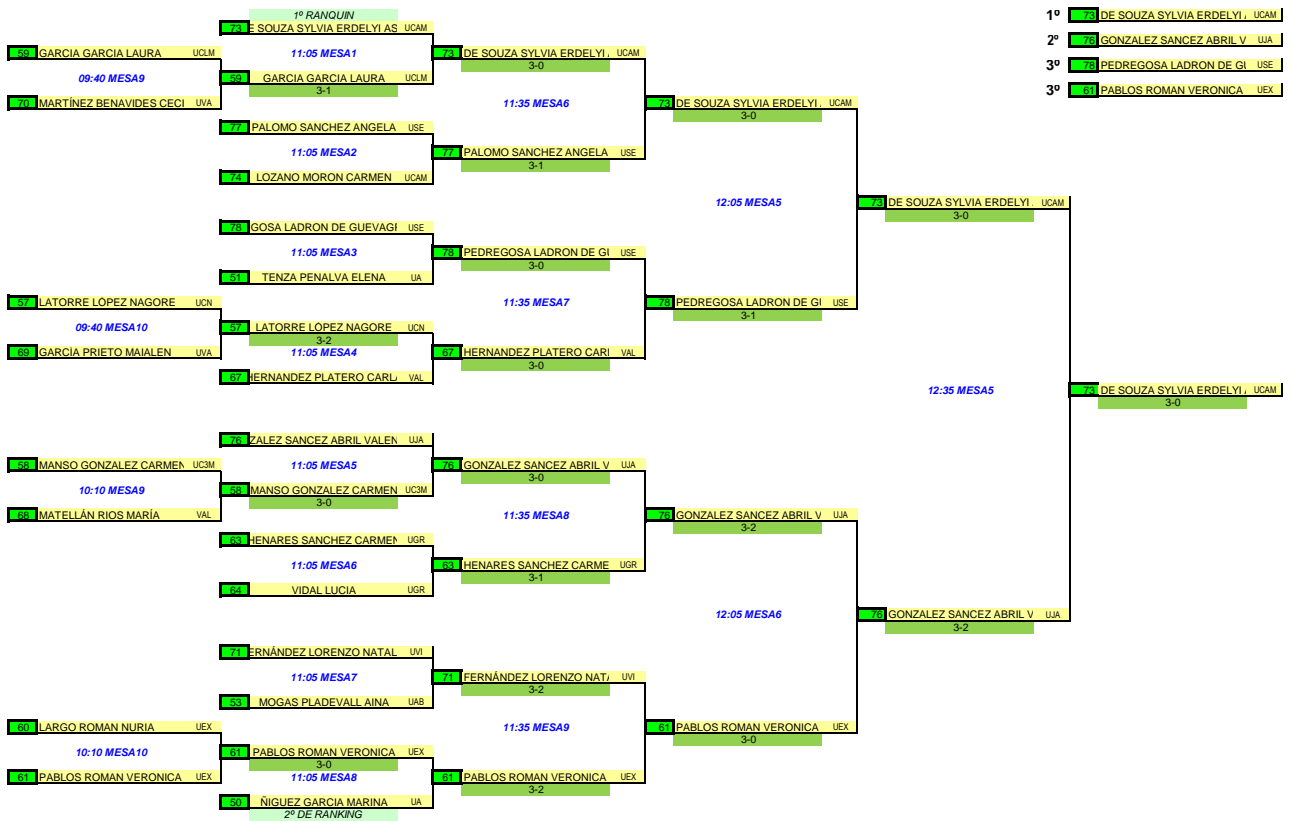 1º RANQUIN
73 E SOUZA SYLVIA ERDELYI AS UCAM
59 GARCIA GARCIA LAURA UCLM
11:05 MESA1
73 DE SOUZA SYLVIA ERDELYI UCAM
3-0
09:40 MESA9
59 GARCIA GARCIA LAURA UCLM
3-1
70 MARTÍNEZ BENAVIDES CECI UVA
11:35 MESA6
73 DE SOUZA SYLVIA ERDELYI UCAM
3-0
77 PALOMO SANCHEZ ANGELA USE
11:05 MESA2
77 PALOMO SANCHEZ ANGELA USE
3-1
74 LOZANO MORON CARMEN UCAM
12:05 MESA5
73 DE SOUZA SYLVIA ERDELYI UCAM
3-0
78 GOSA LADRON DE GUEVAGR USE
11:05 MESA3
78 PEDREGOSA LADRON DE GU USE
3-0
51 TENZA PENALVA ELENA UA
57 LATORRE LÓPEZ NAGORE UCN
11:35 MESA7
78 PEDREGOSA LADRON DE GU USE
3-1
09:40 MESA10
57 LATORRE LÓPEZ NAGORE UCN
3-2
69 GARCÍA PRIETO MAIALEN UVA
11:05 MESA4
67 HERNANDEZ PLATERO CARL VAL
3-0
67 HERNANDEZ PLATERO CARLA VAL
12:35 MESA5
73 DE SOUZA SYLVIA ERDELYI UCAM
3-0
76 ZALEZ SANCEZ ABRIL VALEN UJA
58 MANSO GONZALEZ CARMEN UC3M
11:05 MESA5
76 GONZALEZ SANCEZ ABRIL V UJA
3-0
10:10 MESA9
58 MANSO GONZALEZ CARMEN UC3M
3-0
68 MATELLÁN RIOS MARÍA VAL
11:35 MESA8
76 GONZALEZ SANCEZ ABRIL V UJA
3-2
63 HENARES SANCHEZ CARMEN UGR
11:05 MESA6
63 HENARES SANCHEZ CARME UGR
3-1
64 VIDAL LUCIA UGR
12:05 MESA6
76 GONZALEZ SANCEZ ABRIL V UJA
3-2
71 ERNÁNDEZ LORENZO NATAL UVI
11:05 MESA7
71 FERNÁNDEZ LORENZO NATA UVI
3-2
53 MOGAS PLADEVALL AINA UAB
60 LARGO ROMAN NURIA UEX
11:35 MESA9
61 PABLOS ROMAN VERONICA UEX
3-0
10:10 MESA10
61 PABLOS ROMAN VERONICA UEX
3-0
61 PABLOS ROMAN VERONICA UEX
11:05 MESA8
61 PABLOS ROMAN VERONICA UEX
3-2
50 ÑIGUEZ GARCIA MARINA UA
2º DE RANKING
1º 73 DE SOUZA SYLVIA ERDELYI UCAM
2º 76 GONZALEZ SANCEZ ABRIL V UJA
3º 78 PEDREGOSA LADRON DE GU USE
3º 61 PABLOS ROMAN VERONICA UEX